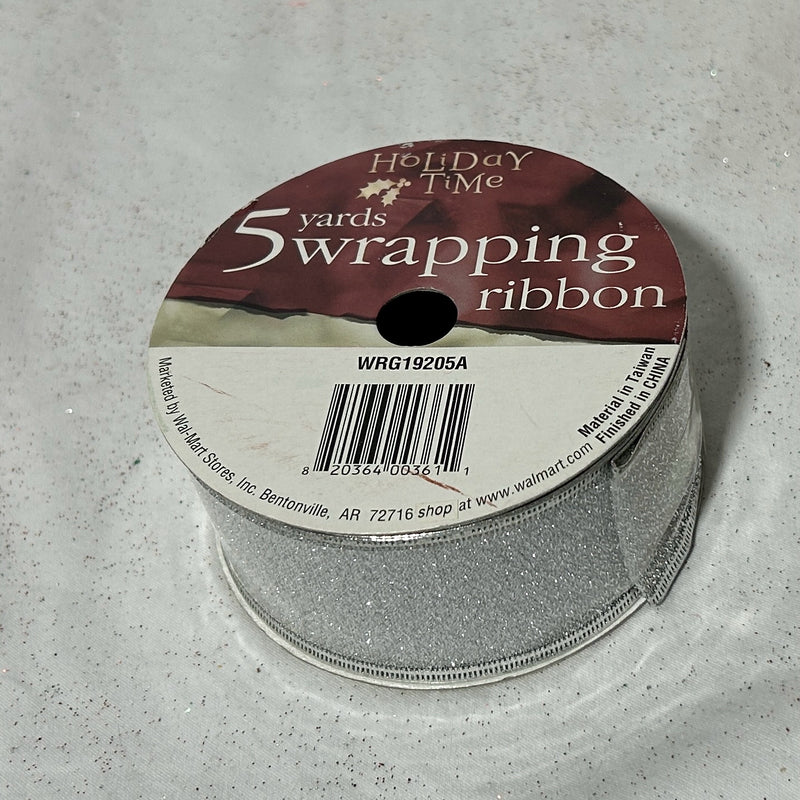 HoLiDaY
TiMe
5 yards
wrapping
ribbon
WRG19205A
8 20364 00361 1
Marketed by Wal-Mart Stores, Inc. Bentonville, AR 72716 shop at www.walmart.com
Material in Taiwan
Finished in CHINA